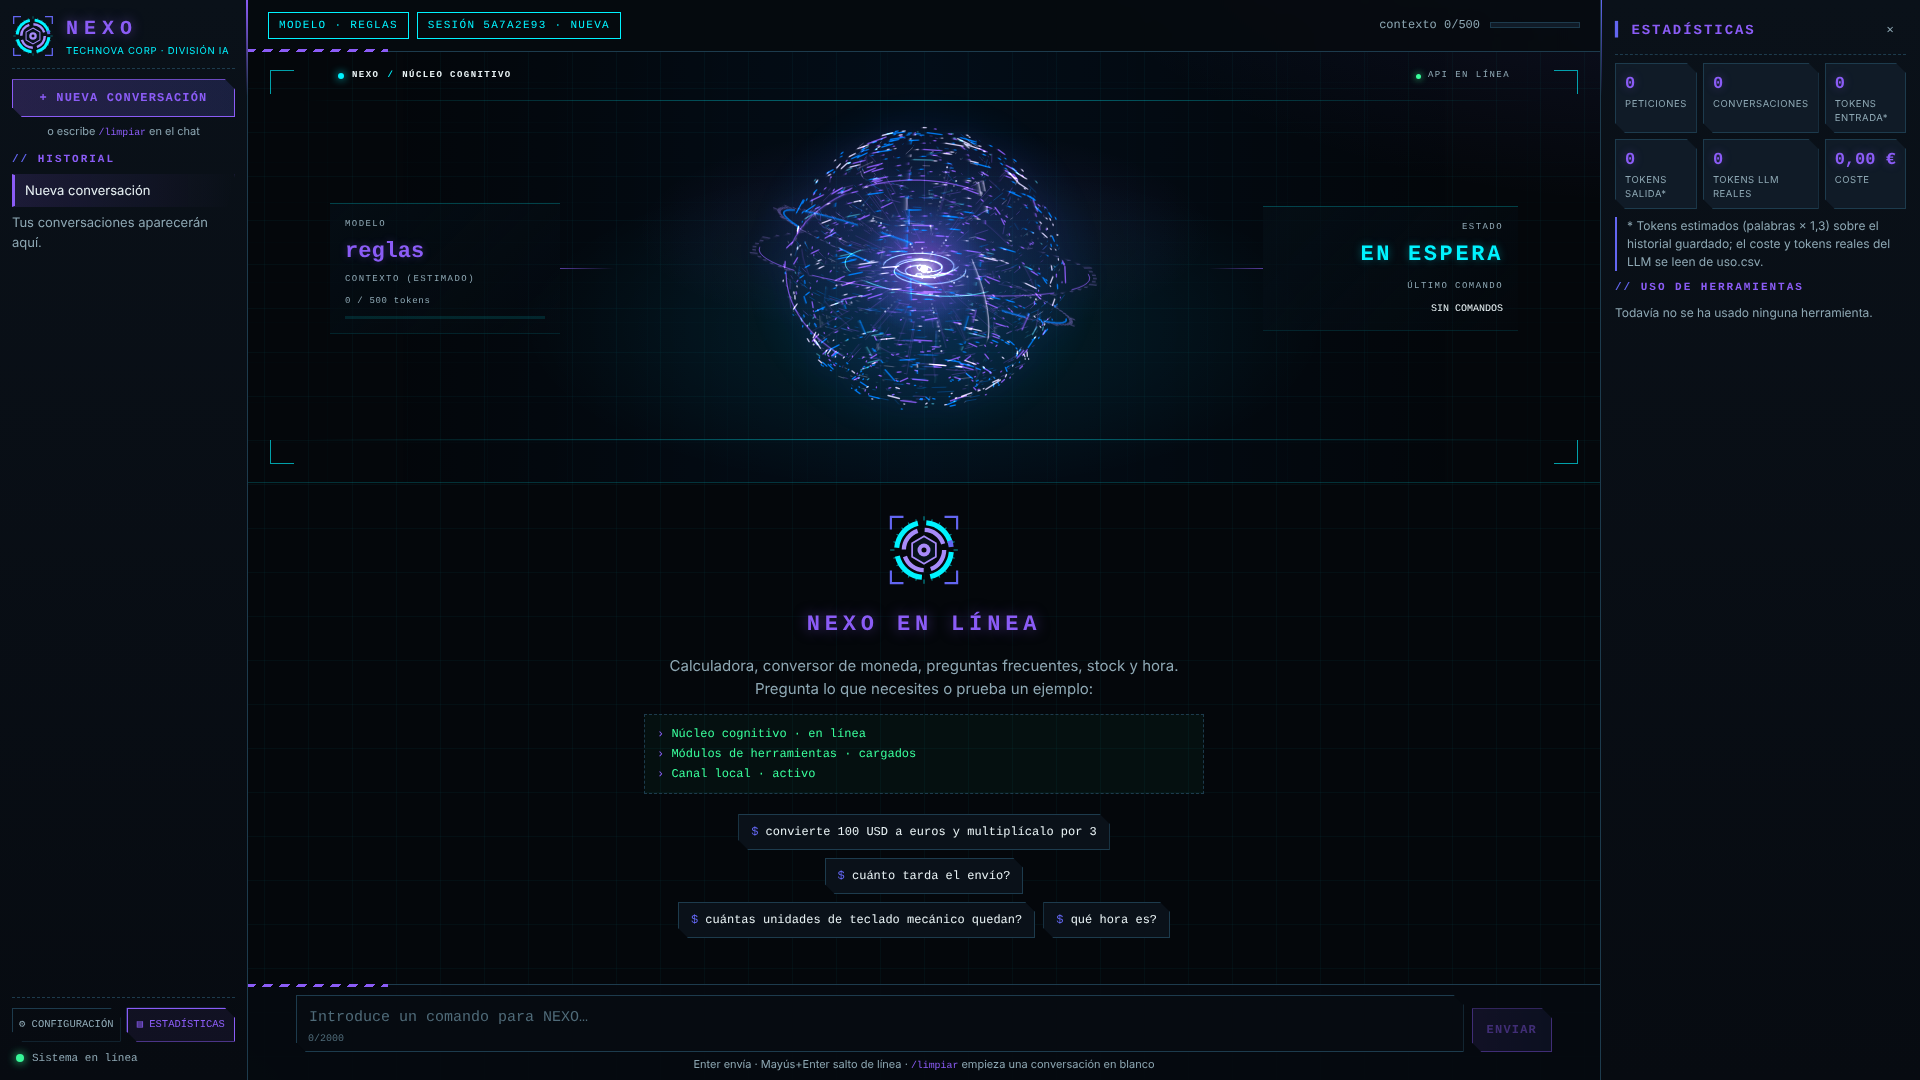 NEXO
TECHNOVA CORP · DIVISIÓN IA
+ NUEVA CONVERSACIÓN
o escribe /limpiar en el chat
// HISTORIAL
Nueva conversación
Tus conversaciones aparecerán
aquí.
⚙ CONFIGURACIÓN
▤ ESTADÍSTICAS
Sistema en línea
MODELO · REGLAS
SESIÓN 5A7A2E93 · NUEVA
contexto 0/500
NEXO / NÚCLEO COGNITIVO
API EN LÍNEA
MODELO
reglas
CONTEXTO (ESTIMADO)
0 / 500 tokens
ESTADO
EN ESPERA
ÚLTIMO COMANDO
SIN COMANDOS
NEXO EN LÍNEA
Calculadora, conversor de moneda, preguntas frecuentes, stock y hora.
Pregunta lo que necesites o prueba un ejemplo:
› Núcleo cognitivo · en línea
› Módulos de herramientas · cargados
› Canal local · activo
$ convierte 100 USD a euros y multiplícalo por 3
$ cuánto tarda el envío?
$ cuántas unidades de teclado mecánico quedan?
$ qué hora es?
Introduce un comando para NEXO…
0/2000
ENVIAR
Enter envía · Mayús+Enter salto de línea · /limpiar empieza una conversación en blanco
ESTADÍSTICAS
×
0
PETICIONES
0
CONVERSACIONES
0
TOKENS
ENTRADA*
0
TOKENS
SALIDA*
0
TOKENS LLM
REALES
0,00 €
COSTE
* Tokens estimados (palabras × 1,3) sobre el
historial guardado; el coste y tokens reales del
LLM se leen de uso.csv.
// USO DE HERRAMIENTAS
Todavía no se ha usado ninguna herramienta.